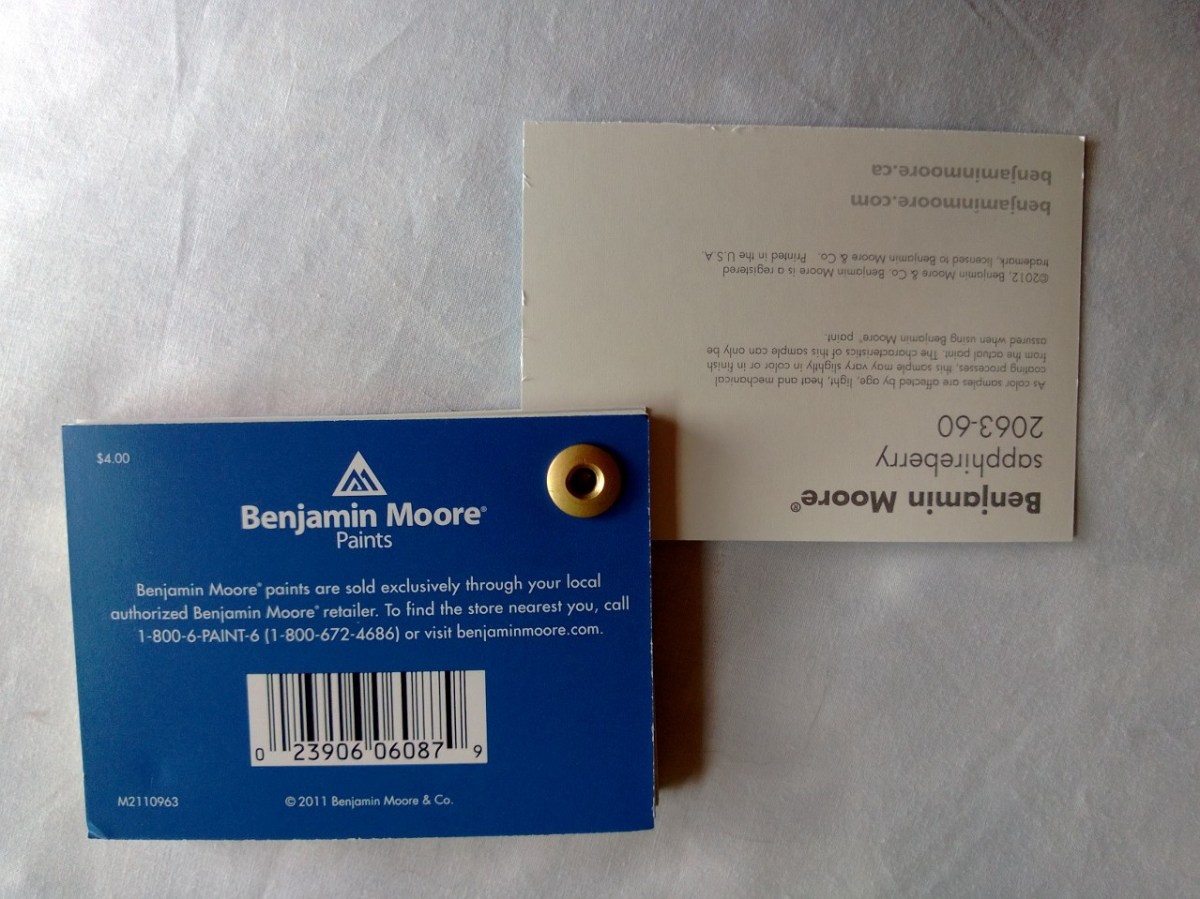 $4.00
Benjamin Moore®
Paints
Benjamin Moore® paints are sold exclusively through your local
authorized Benjamin Moore® retailer. To find the store nearest you, call
1-800-6-PAINT-6 (1-800-672-4686) or visit benjaminmoore.com.
0 23906 06087 9
M2110963
© 2011 Benjamin Moore & Co.
Benjamin Moore®
sapphireberry
2063-60
As color samples are affected by age, light, heat and mechanical
coating processes, this sample may vary slightly in color or in finish
from the actual paint. The characteristics of this sample can only be
assured when using Benjamin Moore® paint.
©2012, Benjamin Moore & Co. Benjamin Moore is a registered
trademark, licensed to Benjamin Moore & Co. Printed in the U.S.A.
benjaminmoore.com
benjaminmoore.ca